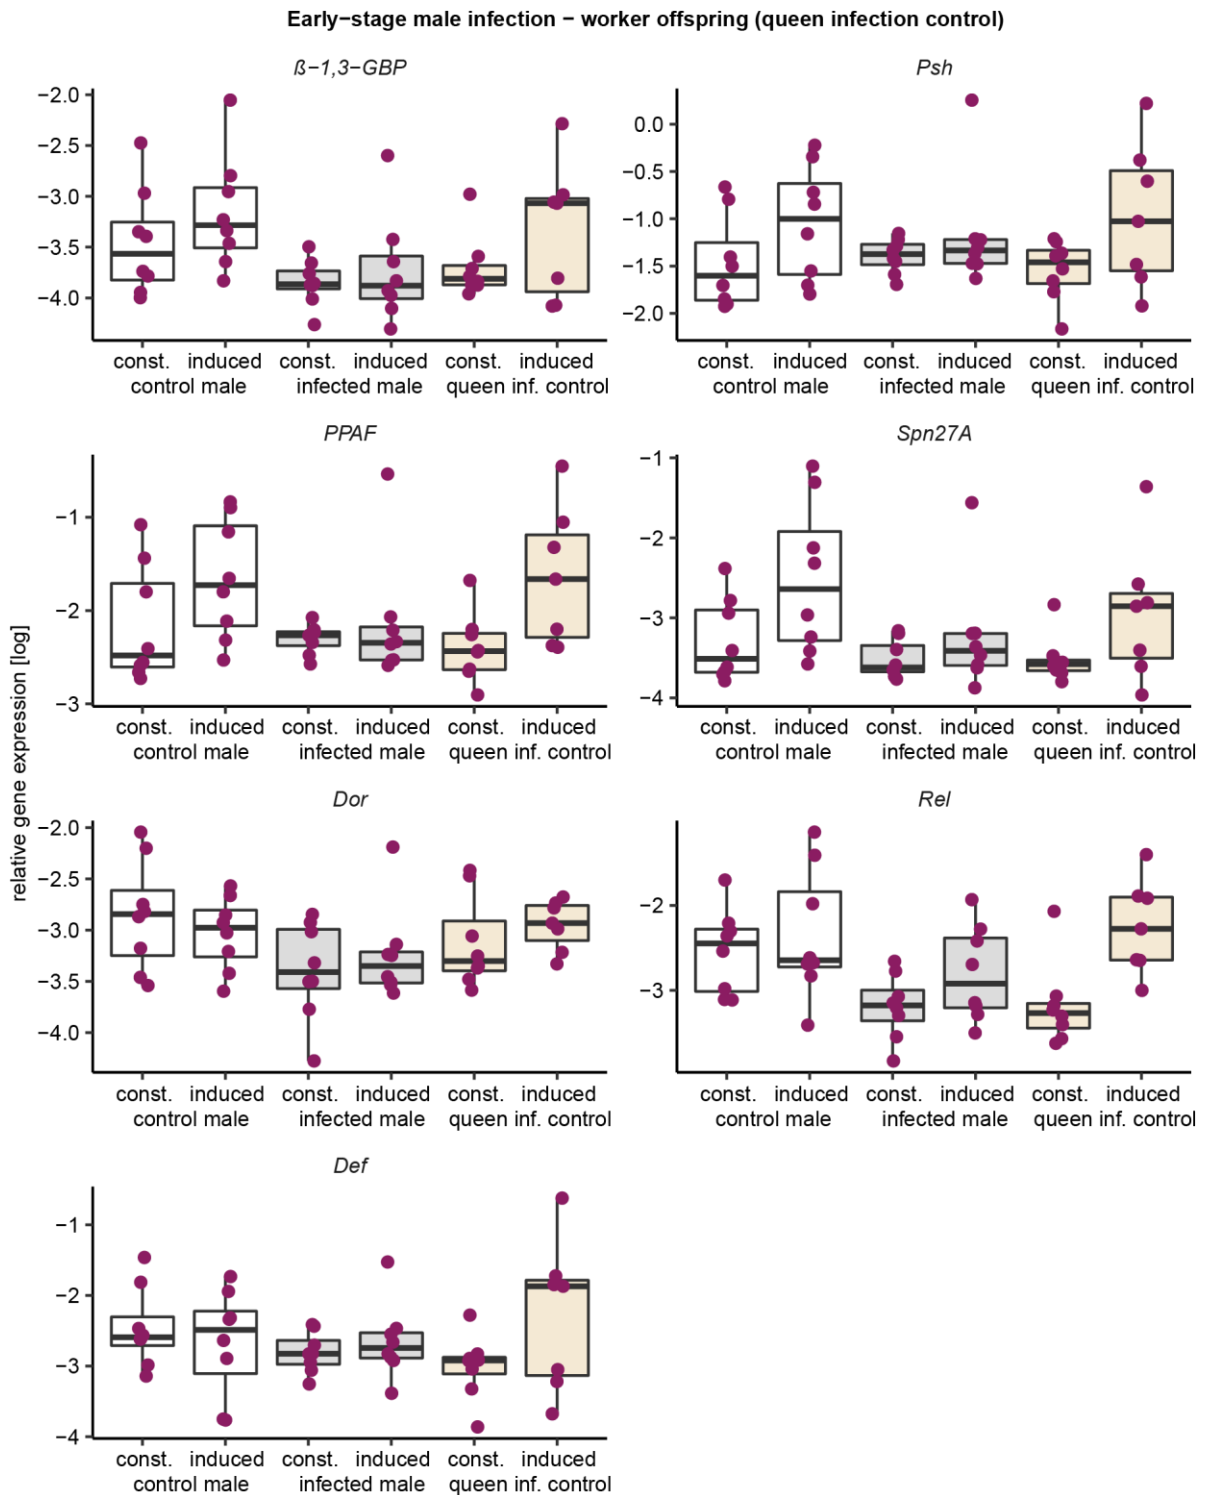 Early−stage male infection − worker offspring (queen infection control)
relative gene expression [log]
ß−1,3−GBP
−2.0
−2.5
−3.0
−3.5
−4.0
const. induced const. induced const. induced
control male infected male queen inf. control
Psh
0.0
−0.5
−1.0
−1.5
−2.0
const. induced const. induced const. induced
control male infected male queen inf. control
PPAF
−1
−2
−3
const. induced const. induced const. induced
control male infected male queen inf. control
Spn27A
−1
−2
−3
−4
const. induced const. induced const. induced
control male infected male queen inf. control
Dor
−2.0
−2.5
−3.0
−3.5
−4.0
const. induced const. induced const. induced
control male infected male queen inf. control
Rel
−2
−3
const. induced const. induced const. induced
control male infected male queen inf. control
Def
−1
−2
−3
−4
const. induced const. induced const. induced
control male infected male queen inf. control